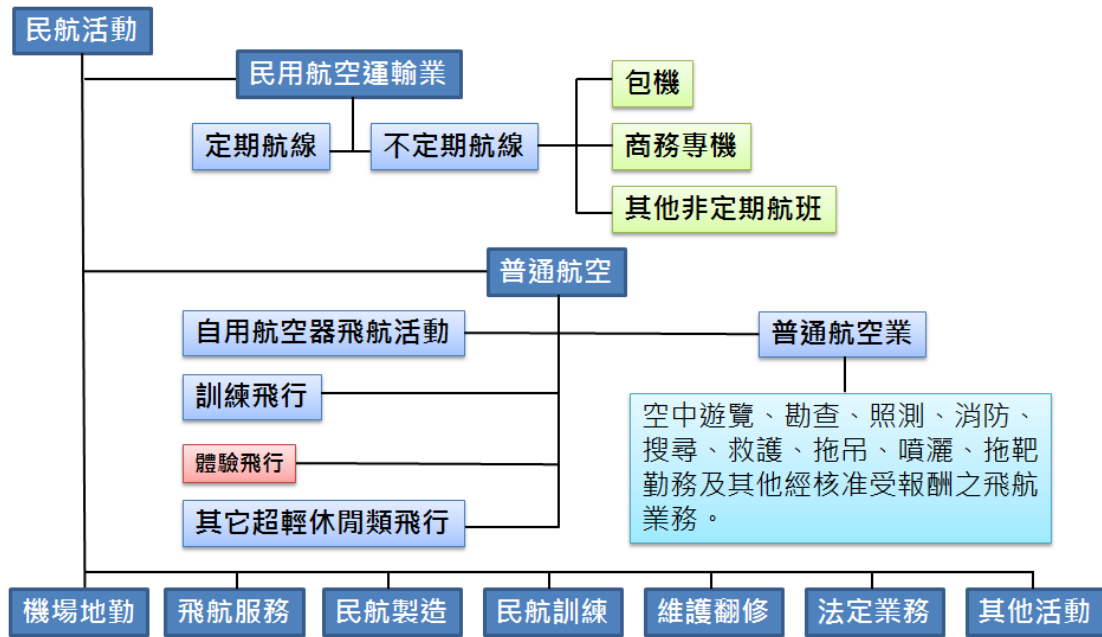 民航活動
民用航空運輸業
包機
定期航線
不定期航線
商務專機
其他非定期航班
普通航空
自用航空器飛航活動
普通航空業
訓練飛行
空中遊覽、勘查、照測、消防、
搜尋、救護、拖吊、噴灑、拖靶
勤務及其他經核准受報酬之飛航
業務。
體驗飛行
其它超輕休閒類飛行
機場地勤
飛航服務
民航製造
民航訓練
維護翻修
法定業務
其他活動